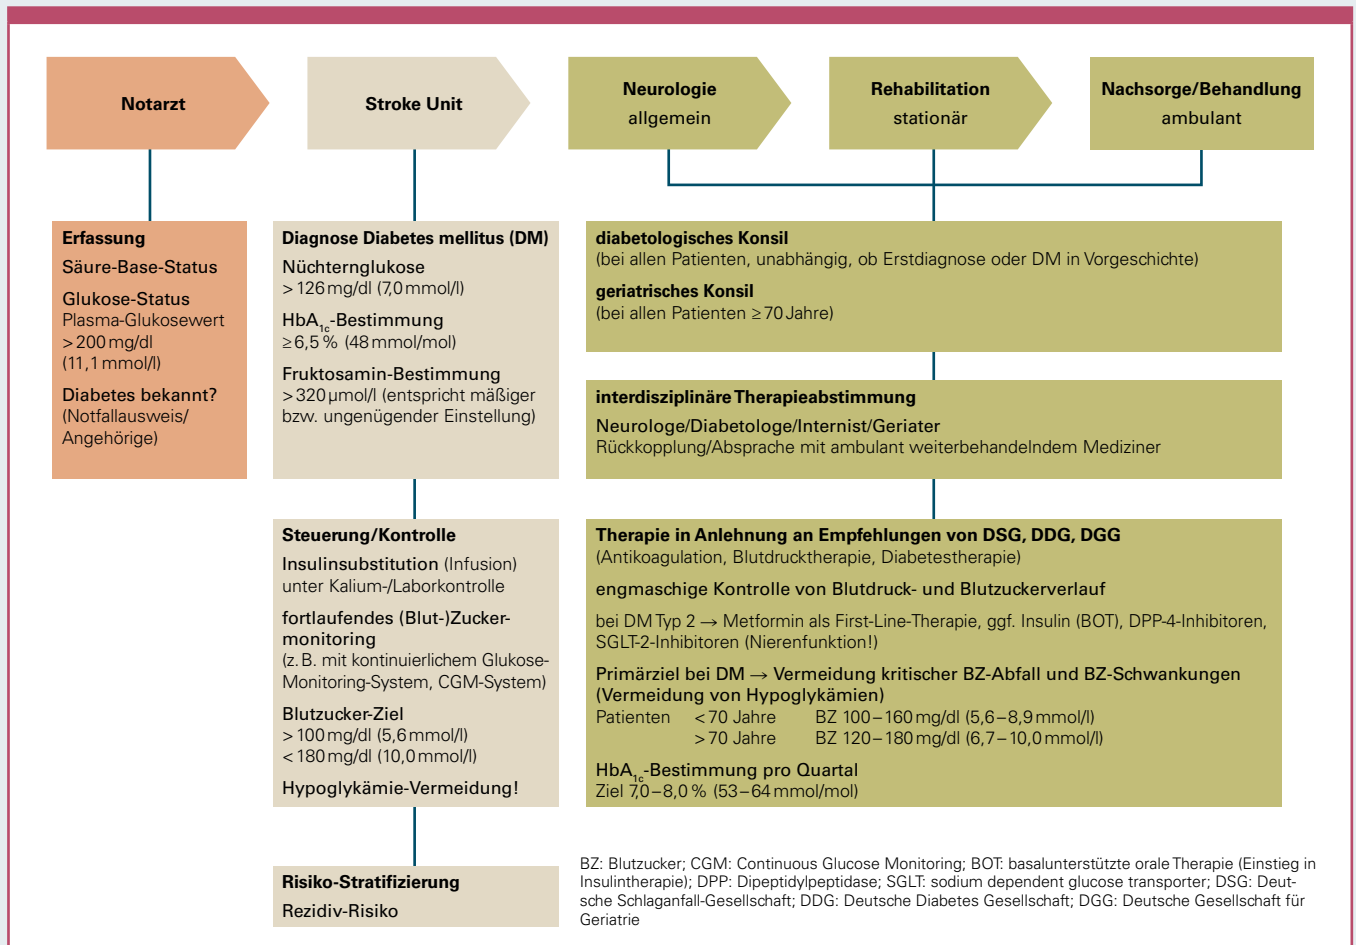 Notarzt
Stroke Unit
Neurologie
allgemein
Rehabilitation
stationär
Nachsorge/Behandlung
ambulant
Erfassung
Säure-Base-Status
Glukose-Status
Plasma-Glukosewert
> 200 mg/dl
(11,1 mmol/l)
Diabetes bekannt?
(Notfallausweis/
Angehörige)
Diagnose Diabetes mellitus (DM)
Nüchternglukose
> 126 mg/dl (7,0 mmol/l)
HbA1c-Bestimmung
≥ 6,5 % (48 mmol/mol)
Fruktosamin-Bestimmung
> 320 µmol/l (entspricht mäßiger
bzw. ungenügender Einstellung)
Steuerung/Kontrolle
Insulinsubstitution (Infusion)
unter Kalium-/Laborkontrolle
fortlaufendes (Blut-)Zucker-
monitoring
(z. B. mit kontinuierlichem Glukose-
Monitoring-System, CGM-System)
Blutzucker-Ziel
> 100 mg/dl (5,6 mmol/l)
< 180 mg/dl (10,0 mmol/l)
Hypoglykämie-Vermeidung!
Risiko-Stratifizierung
Rezidiv-Risiko
diabetologisches Konsil
(bei allen Patienten, unabhängig, ob Erstdiagnose oder DM in Vorgeschichte)
geriatrisches Konsil
(bei allen Patienten ≥ 70 Jahre)
interdisziplinäre Therapieabstimmung
Neurologe/Diabetologe/Internist/Geriater
Rückkopplung/Absprache mit ambulant weiterbehandelndem Mediziner
Therapie in Anlehnung an Empfehlungen von DSG, DDG, DGG
(Antikoagulation, Blutdrucktherapie, Diabetestherapie)
engmaschige Kontrolle von Blutdruck- und Blutzuckerverlauf
bei DM Typ 2 → Metformin als First-Line-Therapie, ggf. Insulin (BOT), DPP-4-Inhibitoren,
SGLT-2-Inhibitoren (Nierenfunktion!)
Primärziel bei DM → Vermeidung kritischer BZ-Abfall und BZ-Schwankungen
(Vermeidung von Hypoglykämien)
Patienten < 70 Jahre BZ 100–160 mg/dl (5,6–8,9 mmol/l)
> 70 Jahre BZ 120–180 mg/dl (6,7–10,0 mmol/l)
HbA1c-Bestimmung pro Quartal
Ziel 7,0–8,0 % (53–64 mmol/mol)
BZ: Blutzucker; CGM: Continuous Glucose Monitoring; BOT: basalunterstützte orale Therapie (Einstieg in
Insulintherapie); DPP: Dipeptidylpeptidase; SGLT: sodium dependent glucose transporter; DSG: Deut-
sche Schlaganfall-Gesellschaft; DDG: Deutsche Diabetes Gesellschaft; DGG: Deutsche Gesellschaft für
Geriatrie